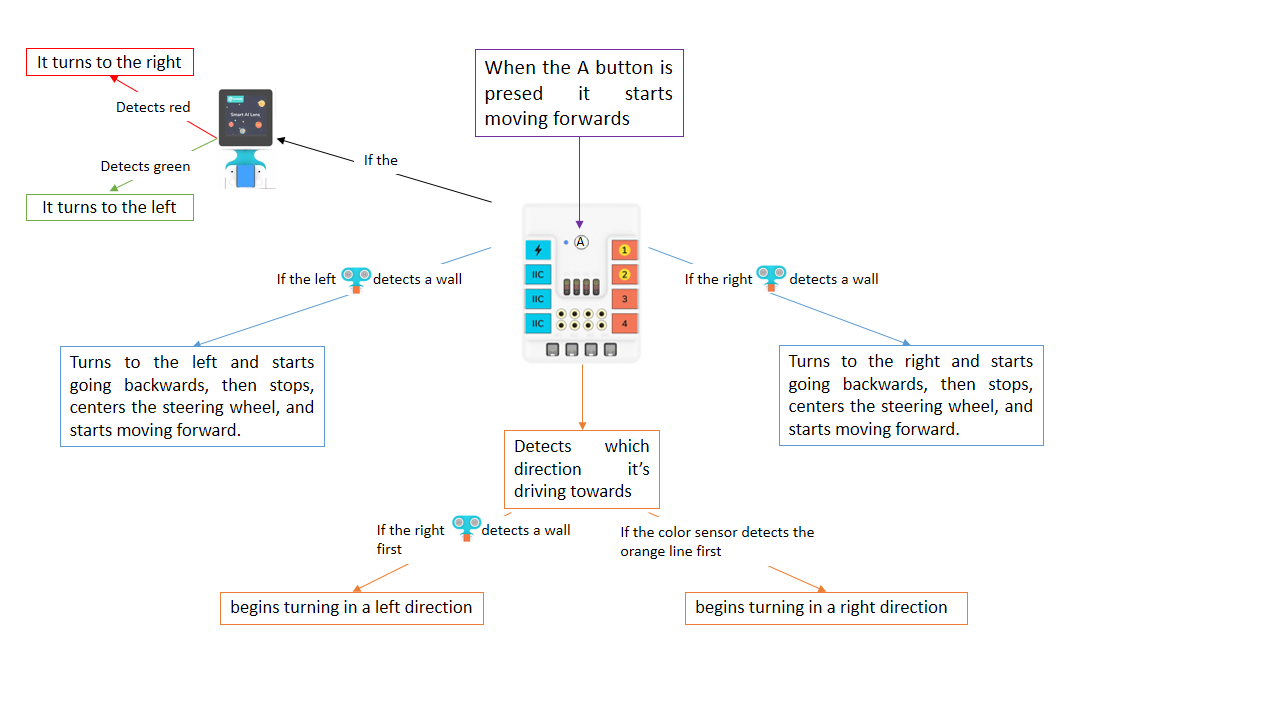 It turns to the right
Detects red
Smart AI Lens
Detects green
It turns to the left
If the
When the A button is
presed it starts
moving forwards
A
IIC
IIC
IIC
1
2
3
4
If the left detects a wall
If the right detects a wall
Turns to the left and starts
going backwards, then stops,
centers the steering wheel, and
starts moving forward.
Turns to the right and starts
going backwards, then stops,
centers the steering wheel, and
starts moving forward.
Detects which
direction it's
driving towards
If the right detects a wall
first
If the color sensor detects the
orange line first
begins turning in a left direction
begins turning in a right direction